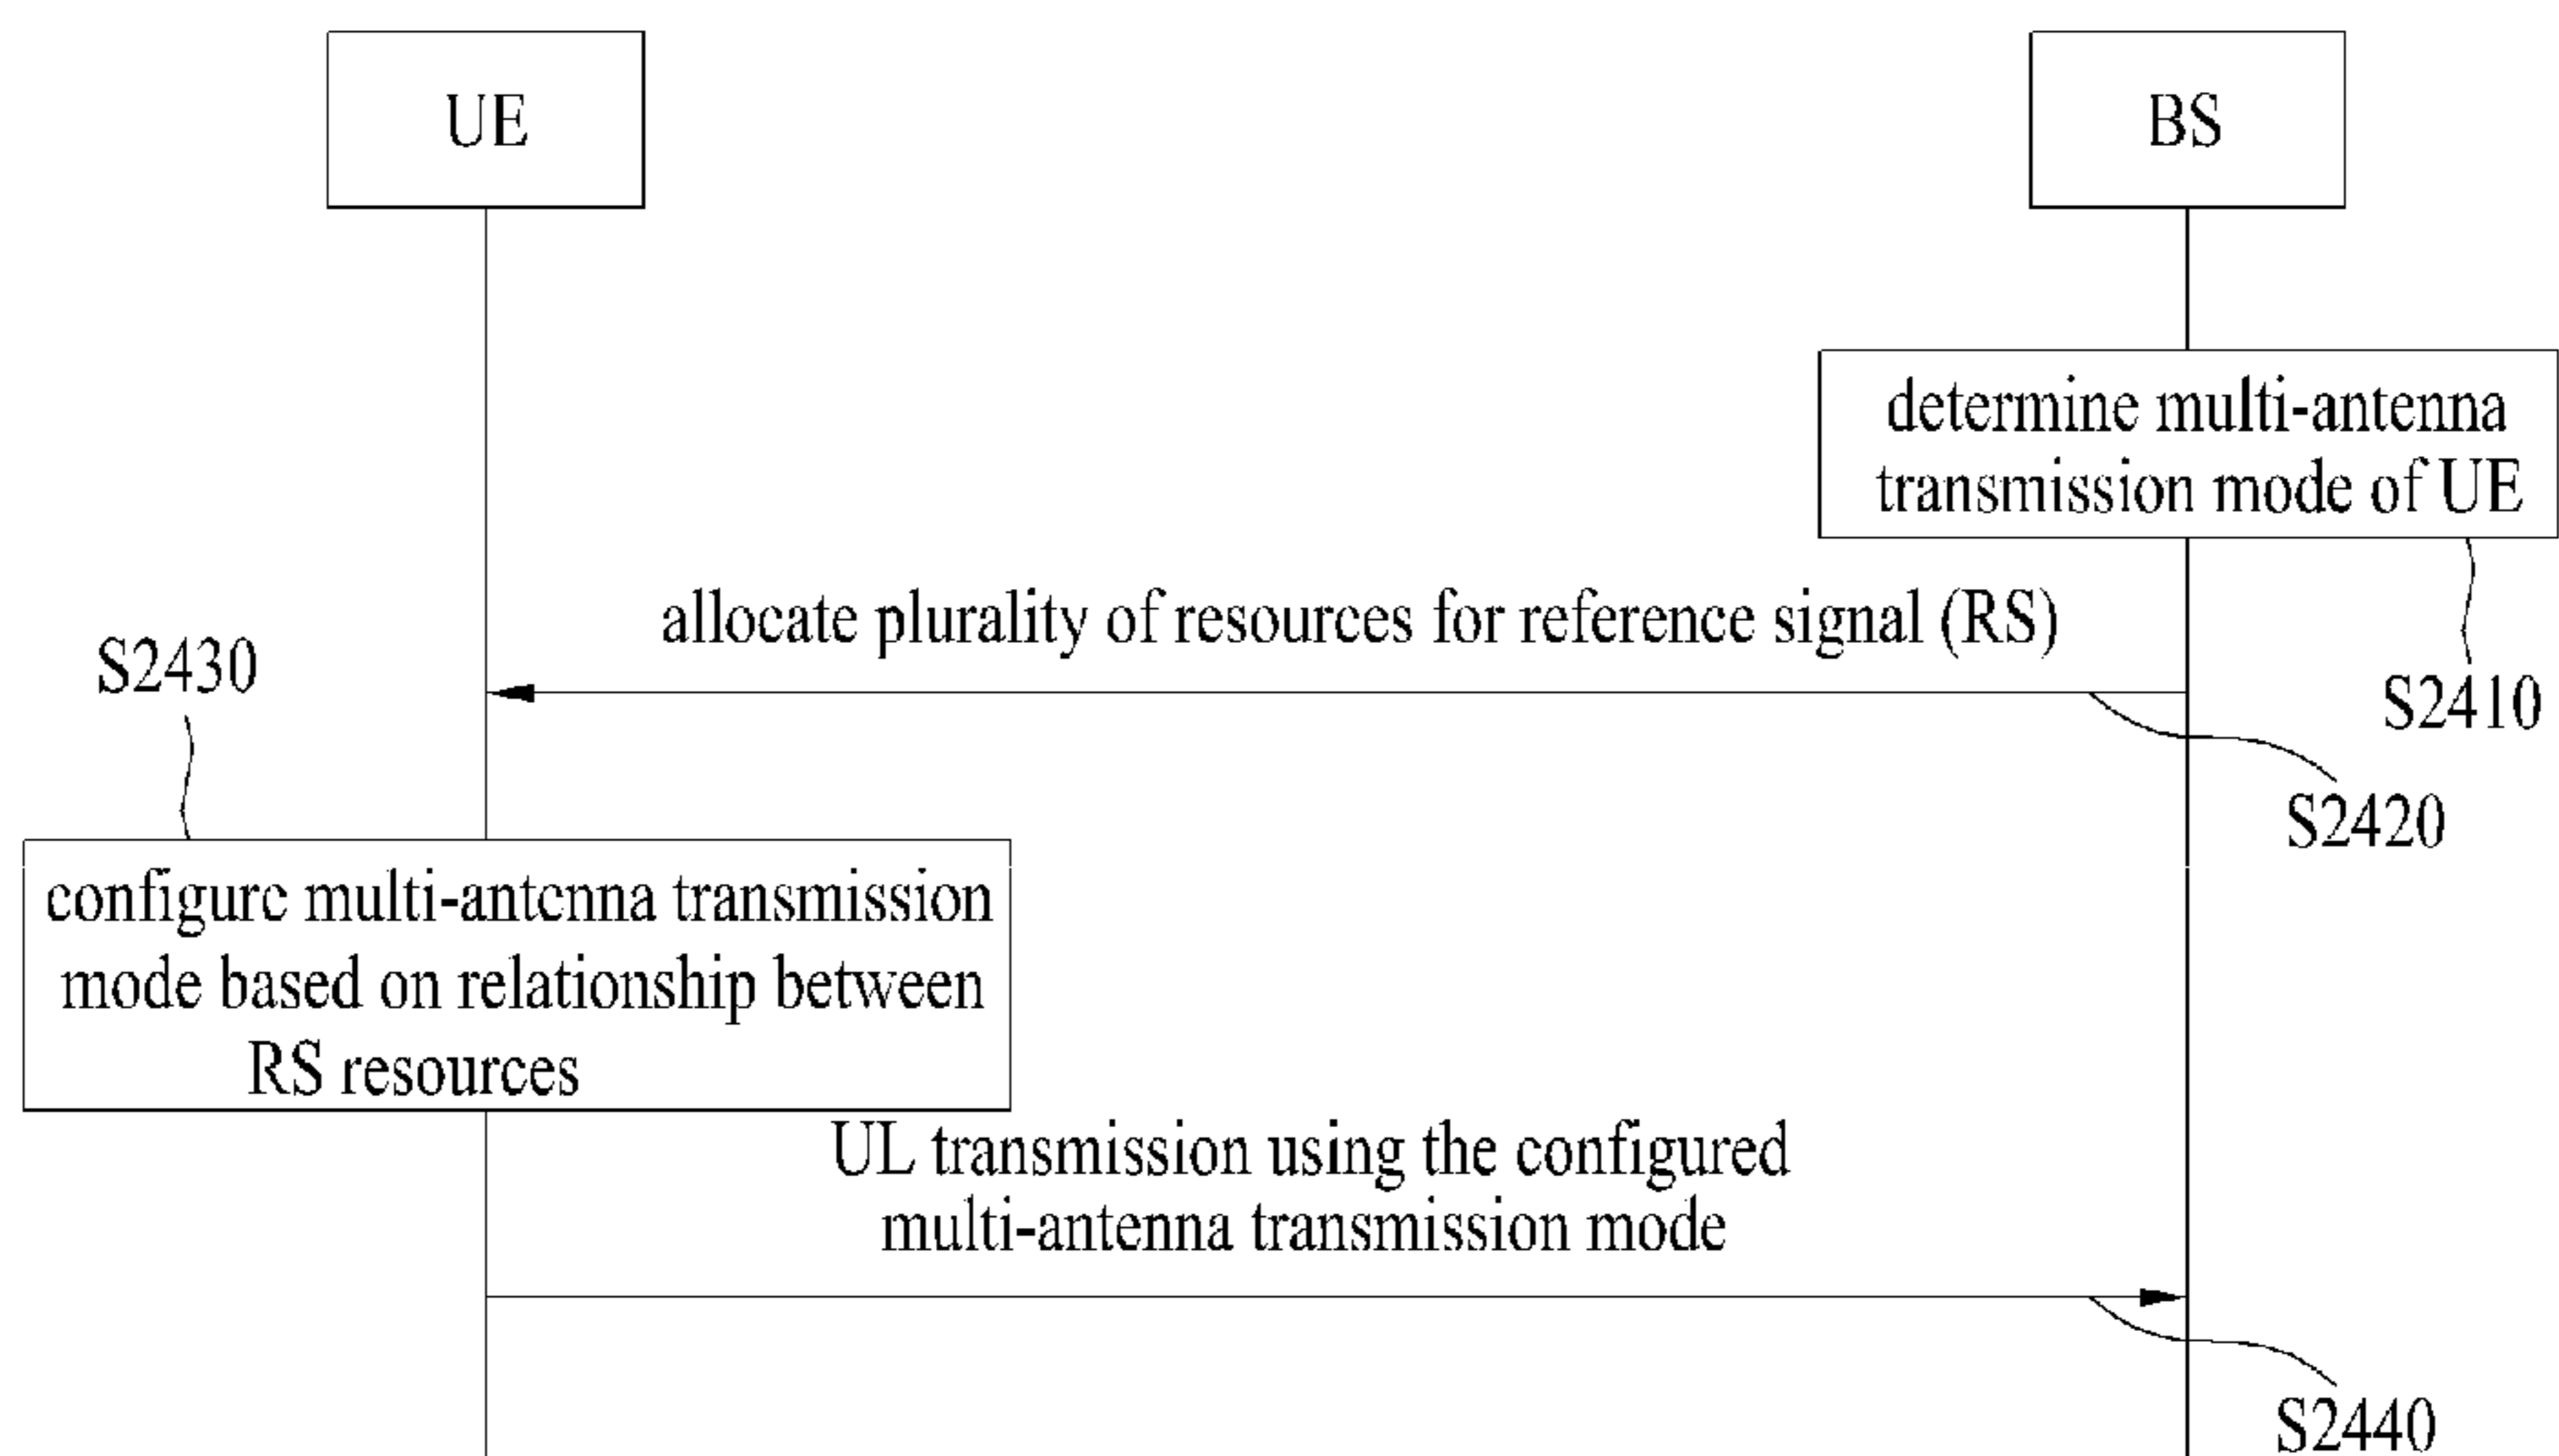 UE
BS
determine multi-antenna
transmission mode of UE
S2410
allocate plurality of resources for reference signal (RS)
S2420
S2430
configure multi-antenna transmission
mode based on relationship between
RS resources
UL transmission using the configured
multi-antenna transmission mode
S2440